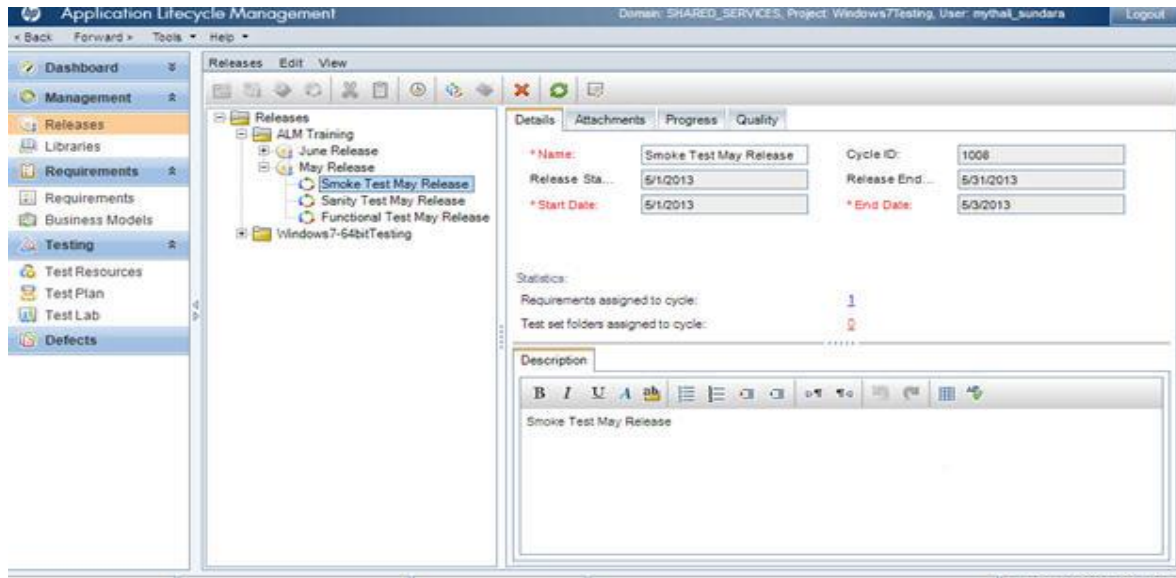 hp Application Lifecycle Management Domain: SHARED_SERVICES, Project: Windows7Testing, User: mythali_sundara Logout
< Back Forward > Tools Help
Dashboard
Management
Releases
Libraries
Requirements
Requirements
Business Models
Testing
Test Resources
Test Plan
Test Lab
Defects
Releases Edit View
Releases
ALM Training
June Release
May Release
Smoke Test May Release
Sanity Test May Release
Functional Test May Release
Windows7-64bitTesting
Details Attachments Progress Quality
*Name: Smoke Test May Release Cycle ID: 1008
Release Sta... 5/1/2013 Release End... 5/31/2013
*Start Date: 5/1/2013 *End Date: 5/3/2013
Statistics:
Requirements assigned to cycle: 1
Test set folders assigned to cycle: 0
Description
B I U A ab
Smoke Test May Release